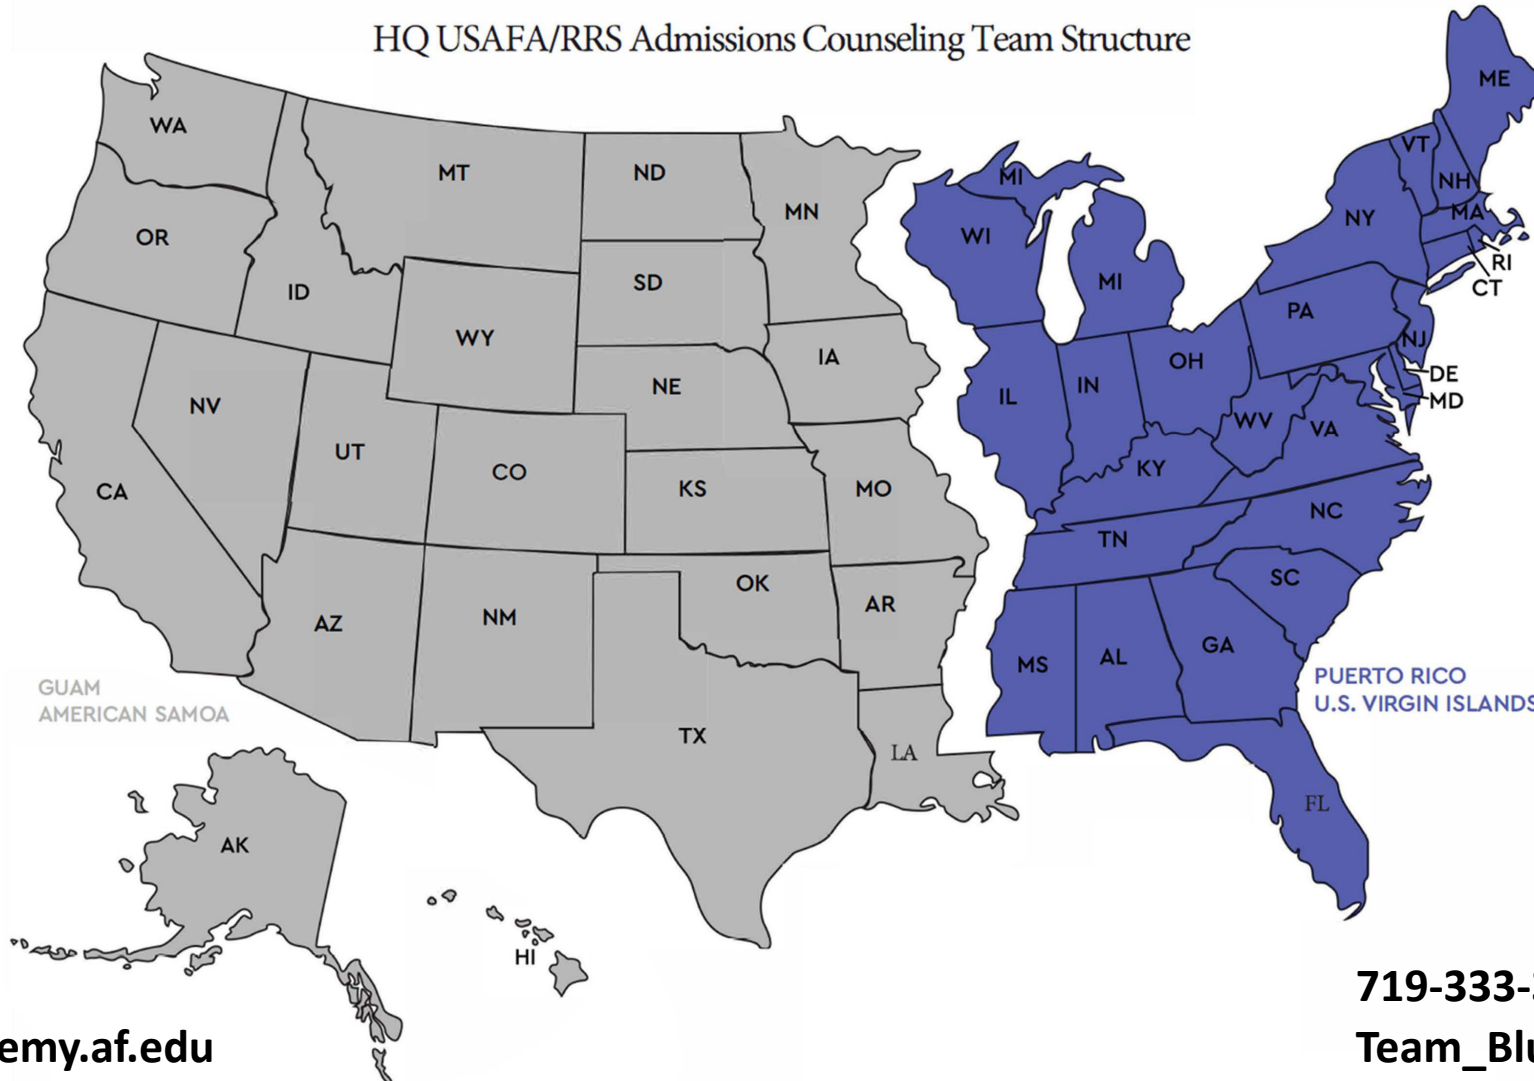 HQ USAFA/RRS Admissions Counseling Team Structure
ME
WA
VT
MT
ND
MI
NH
MN
MA
NY
OR
WI
RI
SD
MI
CT
ID
PA
WY
NJ
IA
OH
DE
NE
IN
IL
MD
NV
WV
VA
UT
KY
CO
CA
KS
MO
NC
TN
OK
SC
AR
NM
AZ
GA
AL
MS
GUAM
AMERICAN SAMOA
PUERTO RICO
U.S. VIRGIN ISLANDS
TX
LA
FL
AK
HI
719-333-
emy.af.edu
Team_Blu